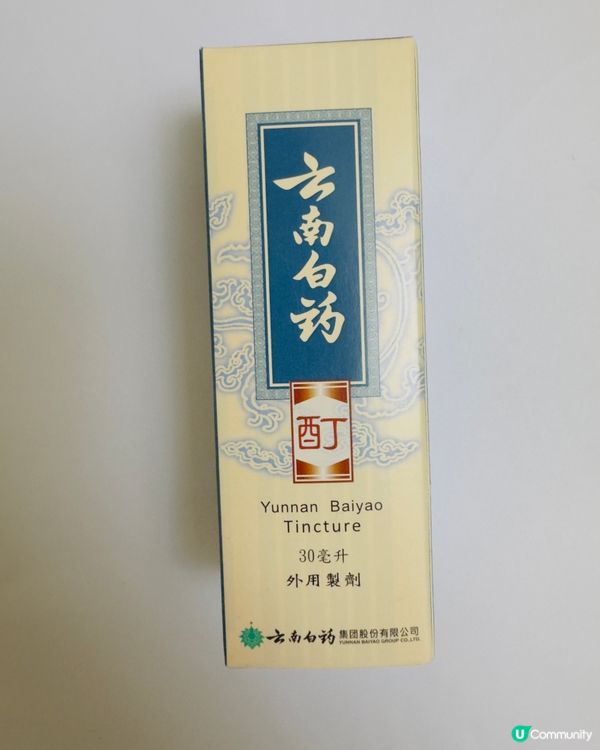 云南白药
酊
Yunnan Baiyao
Tincture
30毫升
外用製劑
云南白药 集团股份有限公司
YUNNAN BAIYAO GROUP CO.,LTD.
U Community